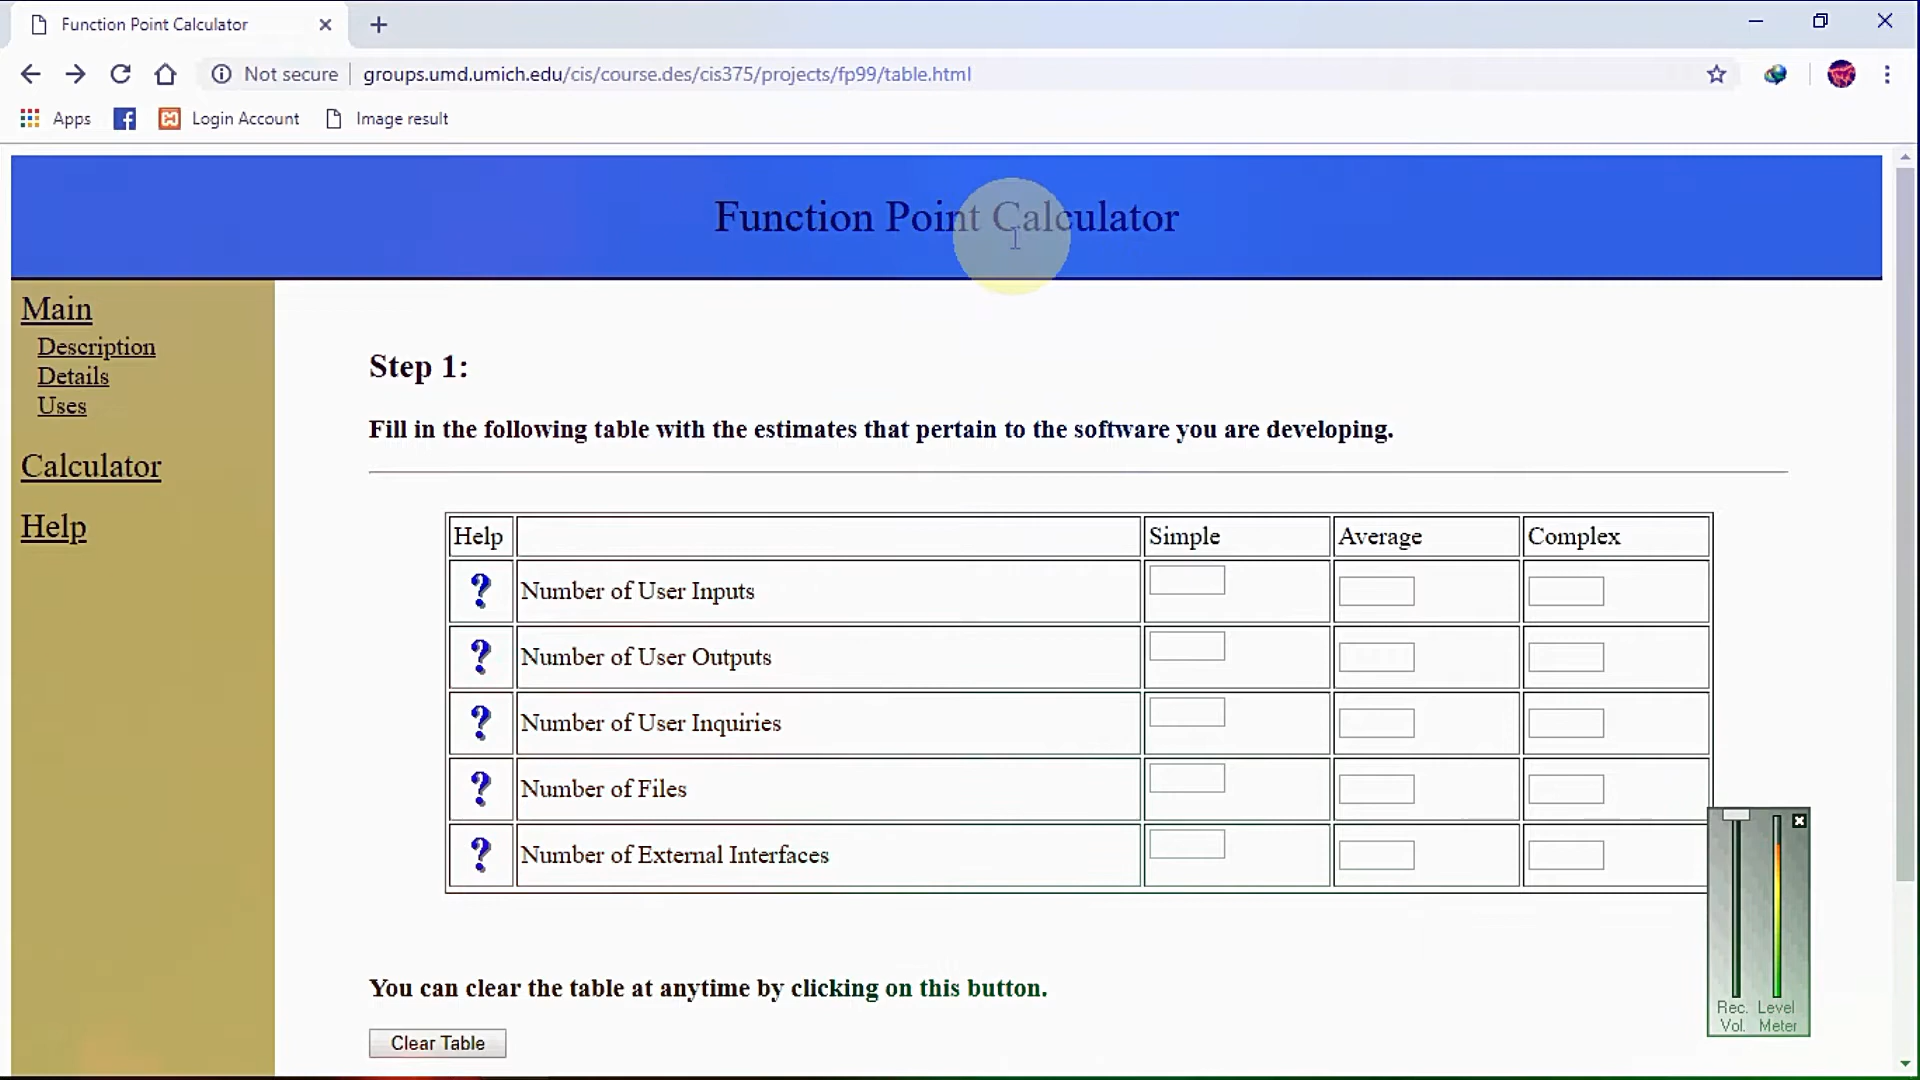 Function Point Calculator
Not secure
groups.umd.umich.edu/cis/course.des/cis375/projects/fp99/table.html
Apps
Login Account
Image result
Function Point Calculator
Main
Description
Details
Uses
Calculator
Help
Step 1:
Fill in the following table with the estimates that pertain to the software you are developing.
Help Simple Average Complex
? Number of User Inputs
? Number of User Outputs
? Number of User Inquiries
? Number of Files
? Number of External Interfaces
Rec. Level
Vol. Meter
You can clear the table at anytime by clicking on this button.
Clear Table